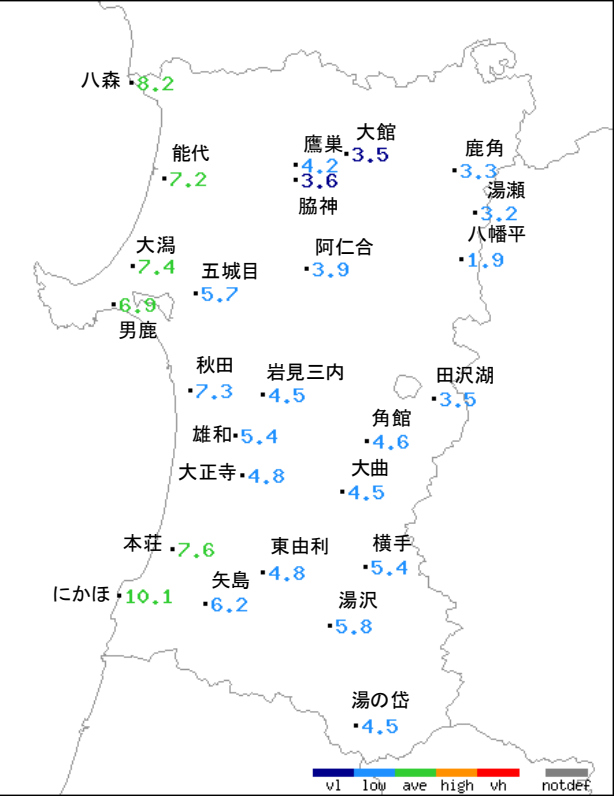 八森
8.2
大館
3.5
鷹巣
4.2
3.6
脇神
能代
7.2
鹿角
3.3
湯瀬
3.2
八幡平
1.9
大潟
7.4
五城目
5.7
阿仁合
3.9
6.9
男鹿
秋田
7.3
岩見三内
4.5
田沢湖
3.5
雄和 5.4
角館
4.6
大正寺 4.8
大曲
4.5
本荘 7.6
東由利
4.8
横手
5.4
にかほ 10.1
矢島
6.2
湯沢
5.8
湯の岱
4.5
vl low ave high vh notdef